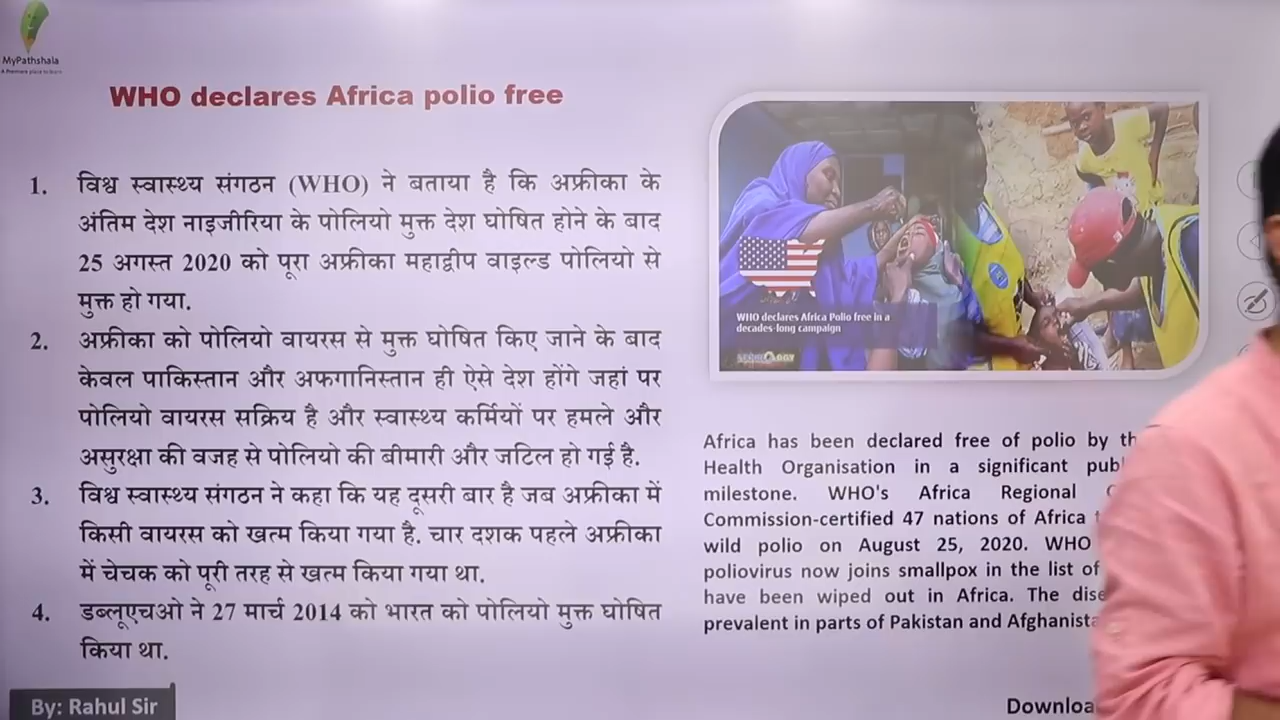 MyPathshala
WHO declares Africa polio free
1. विश्व स्वास्थ्य संगठन (WHO) ने बताया है कि अफ्रीका के
अंतिम देश नाइजीरिया के पोलियो मुक्त देश घोषित होने के बाद
25 अगस्त 2020 को पूरा अफ्रीका महाद्वीप वाइल्ड पोलियो से
मुक्त हो गया.
2. अफ्रीका को पोलियो वायरस से मुक्त घोषित किए जाने के बाद
केवल पाकिस्तान और अफगानिस्तान ही ऐसे देश होंगे जहां पर
पोलियो वायरस सक्रिय है और स्वास्थ्य कर्मियों पर हमले और
असुरक्षा की वजह से पोलियो की बीमारी और जटिल हो गई है.
3. विश्व स्वास्थ्य संगठन ने कहा कि यह दूसरी बार है जब अफ्रीका में
किसी वायरस को खत्म किया गया है. चार दशक पहले अफ्रीका
में चेचक को पूरी तरह से खत्म किया गया था.
4. डब्लूएचओ ने 27 मार्च 2014 को भारत को पोलियो मुक्त घोषित
किया था.
By: Rahul Sir
WHO declares Africa Polio free in a
decades-long campaign
Africa has been declared free of polio by
Health Organisation in a significant
milestone. WHO's Africa Regional
Commission-certified 47 nations of Africa
wild polio on August 25, 2020. WHO
poliovirus now joins smallpox in the list of
have been wiped out in Africa. The
prevalent in parts of Pakistan and